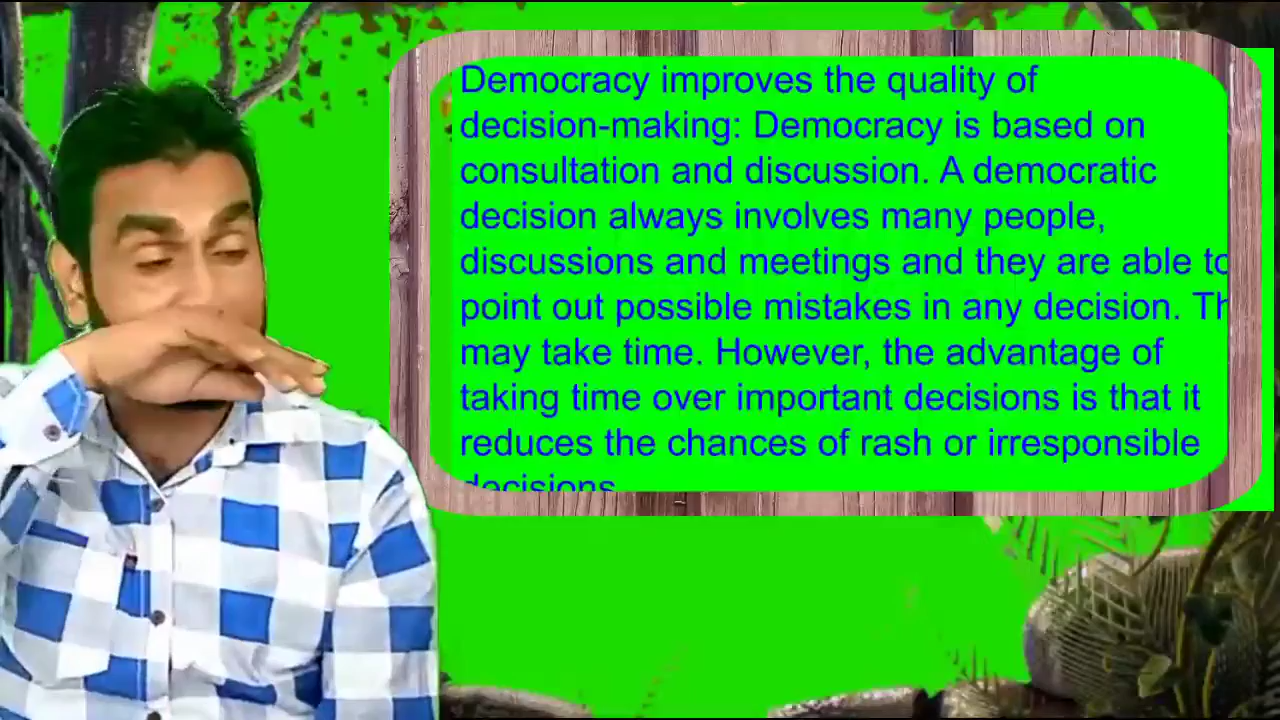 Democracy improves the quality of
decision-making: Democracy is based on
consultation and discussion. A democratic
decision always involves many people,
discussions and meetings and they are able to
point out possible mistakes in any decision. Th
may take time. However, the advantage of
taking time over important decisions is that it
reduces the chances of rash or irresponsible
decisions.